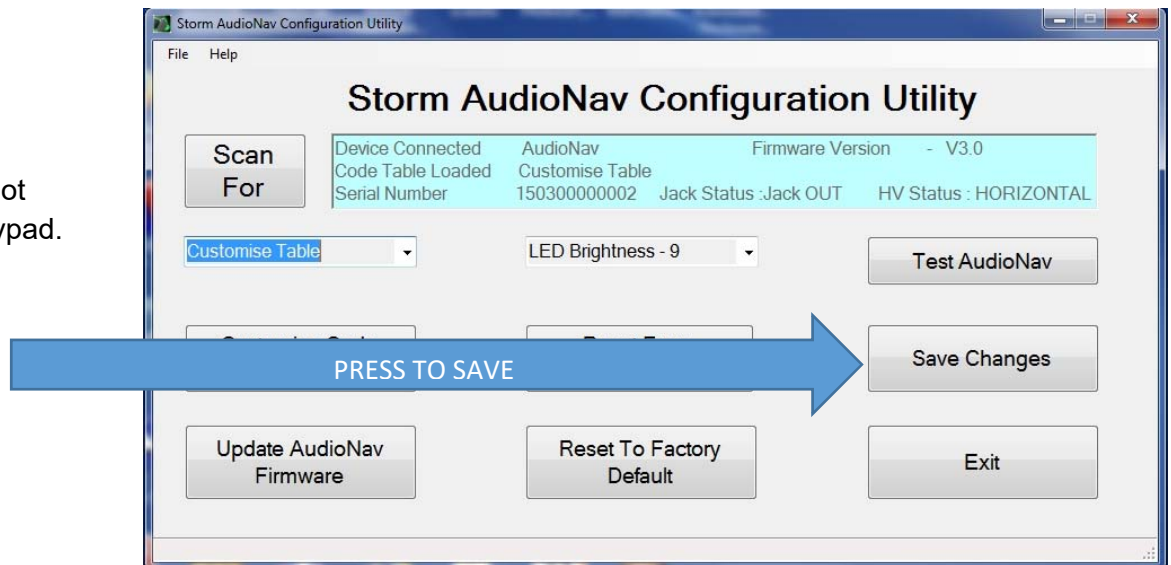 Storm AudioNav Configuration Utility
File Help
Storm AudioNav Configuration Utility
Scan
For
Device Connected AudioNav Firmware Version - V3.0
Code Table Loaded Customise Table
Serial Number 150300000002 Jack Status :Jack OUT HV Status : HORIZONTAL
ot
ypad.
Customise Table
LED Brightness - 9
Test AudioNav
PRESS TO SAVE
Save Changes
Update AudioNav
Firmware
Reset To Factory
Default
Exit